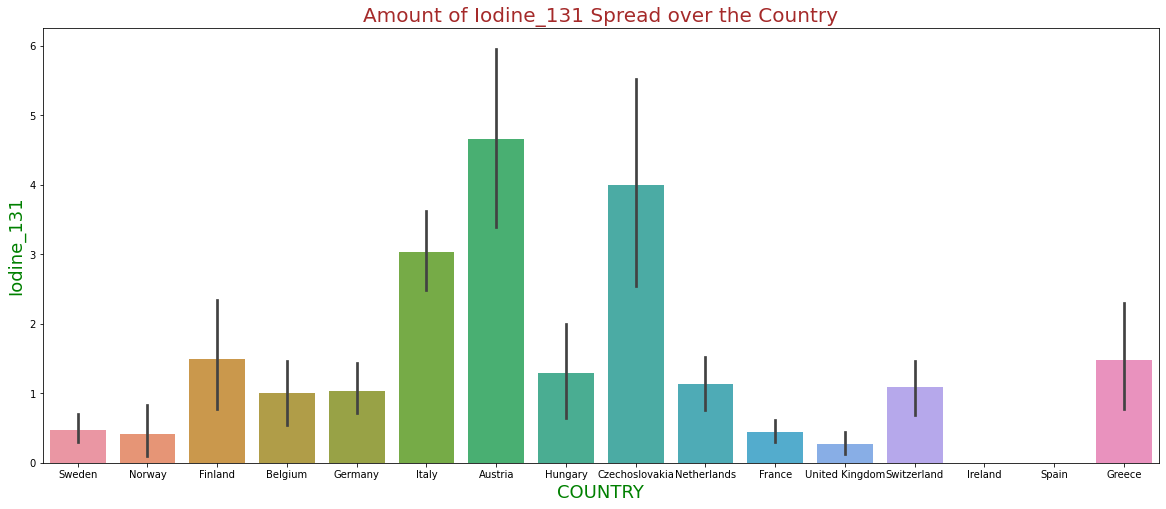 Amount of Iodine_131 Spread over the Country
Iodine_131
6
5
4
3
2
1
0
Sweden Norway Finland Belgium Germany Italy Austria Hungary Czechoslovakia Netherlands France United Kingdom Switzerland Ireland Spain Greece
COUNTRY